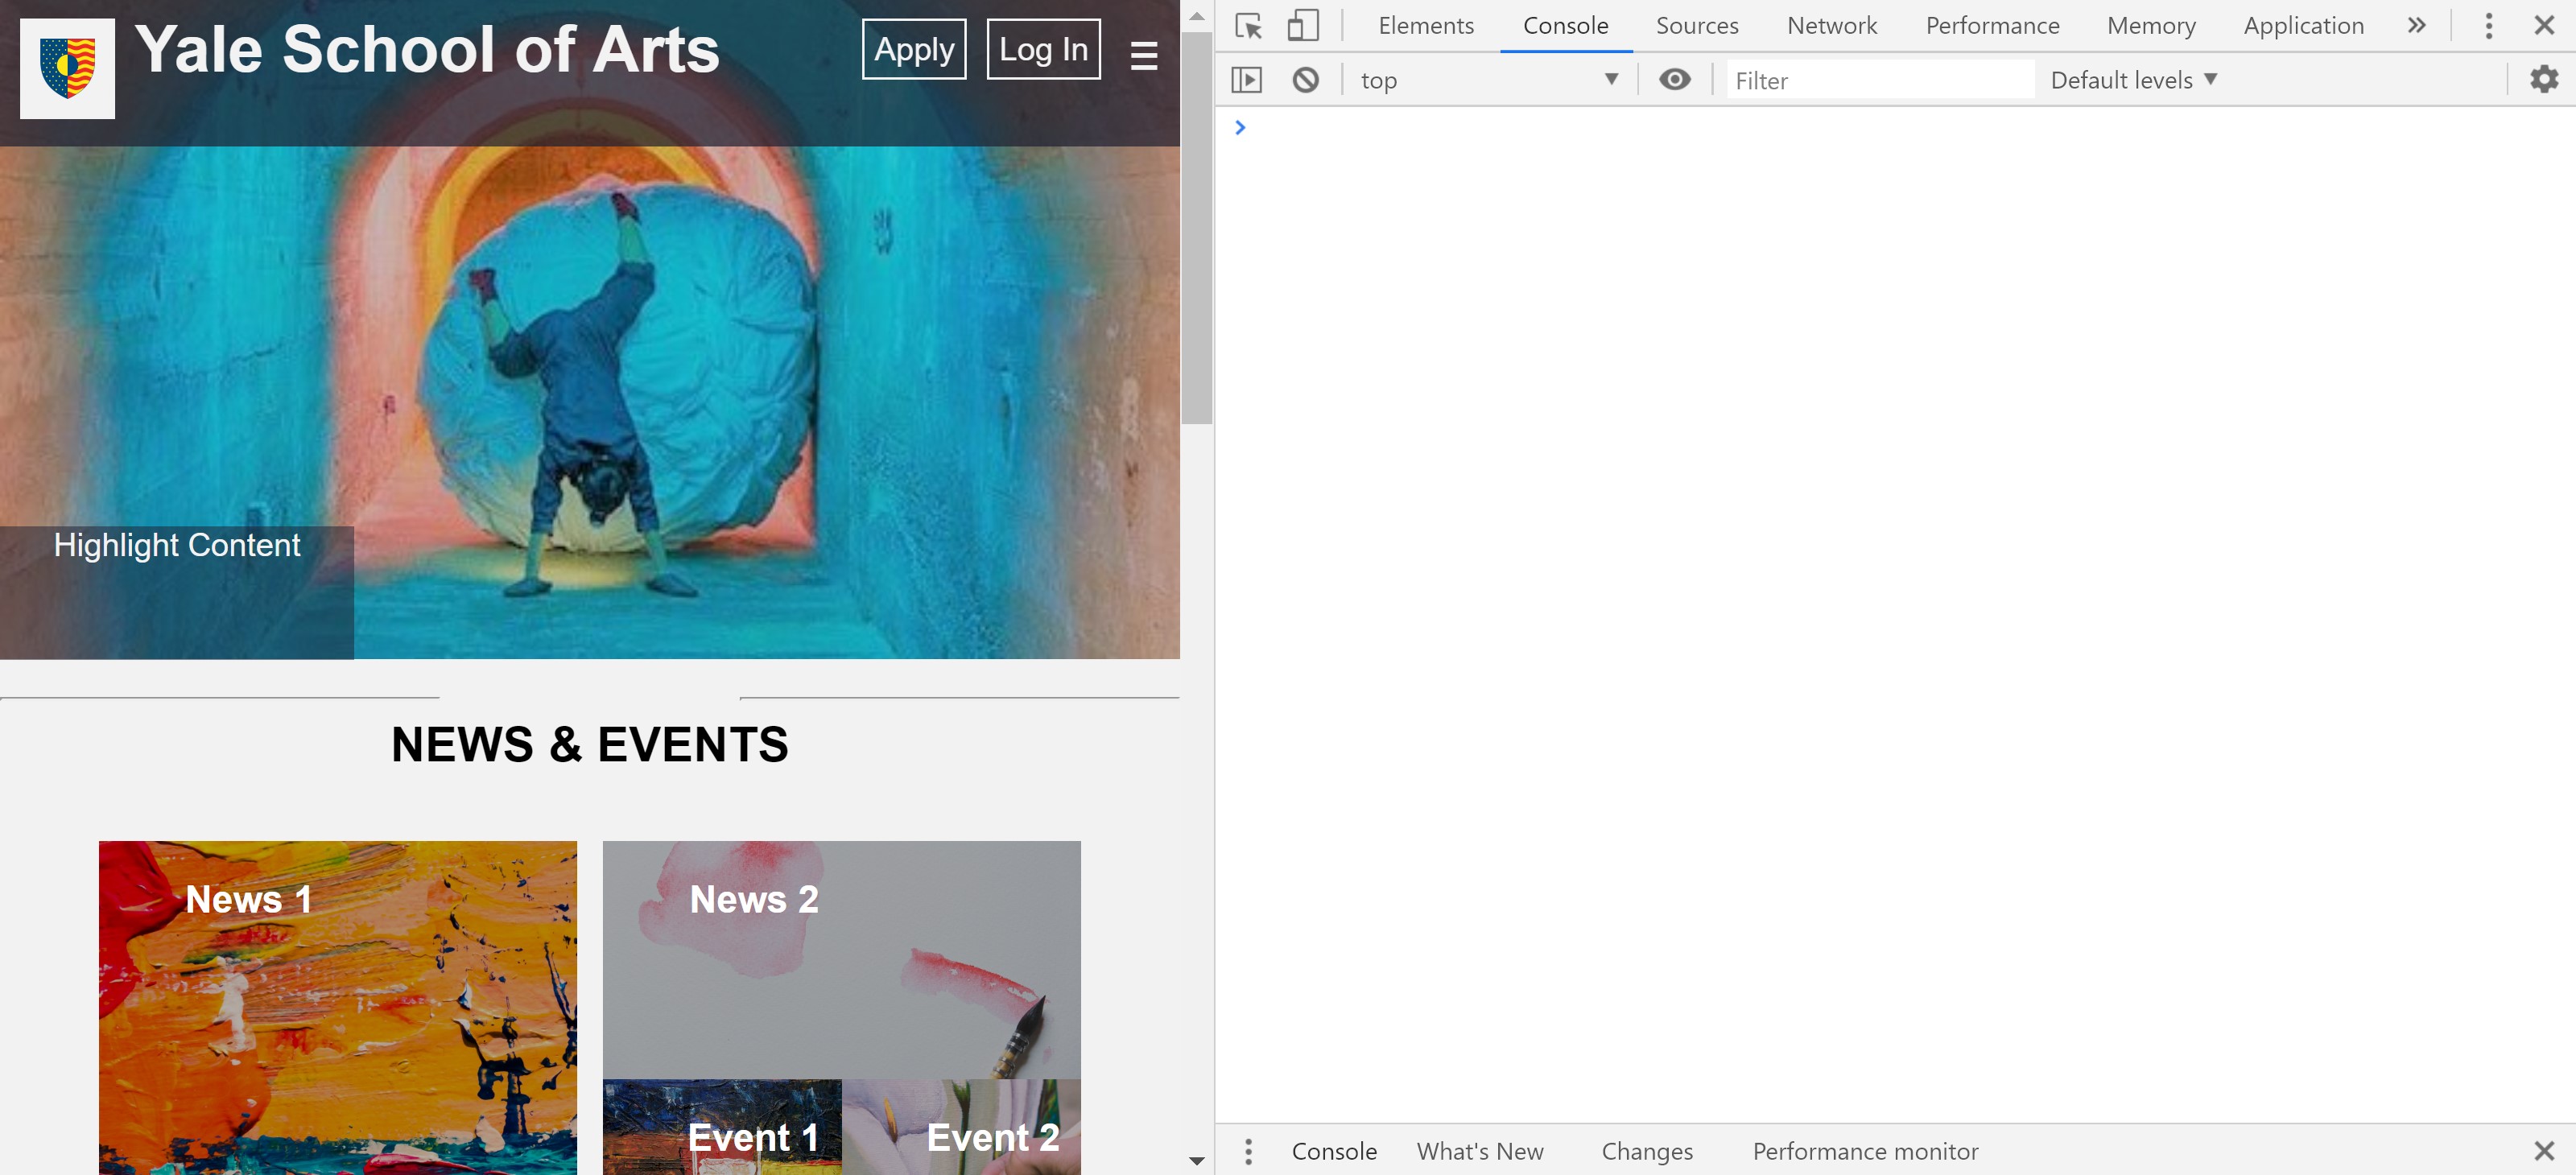 Yale School of Arts
Apply
Log In
Highlight Content
NEWS & EVENTS
News 1
News 2
Event 1
Event 2
Elements Console Sources Network Performance Memory Application
top
Filter
Default levels
Console What's New Changes Performance monitor